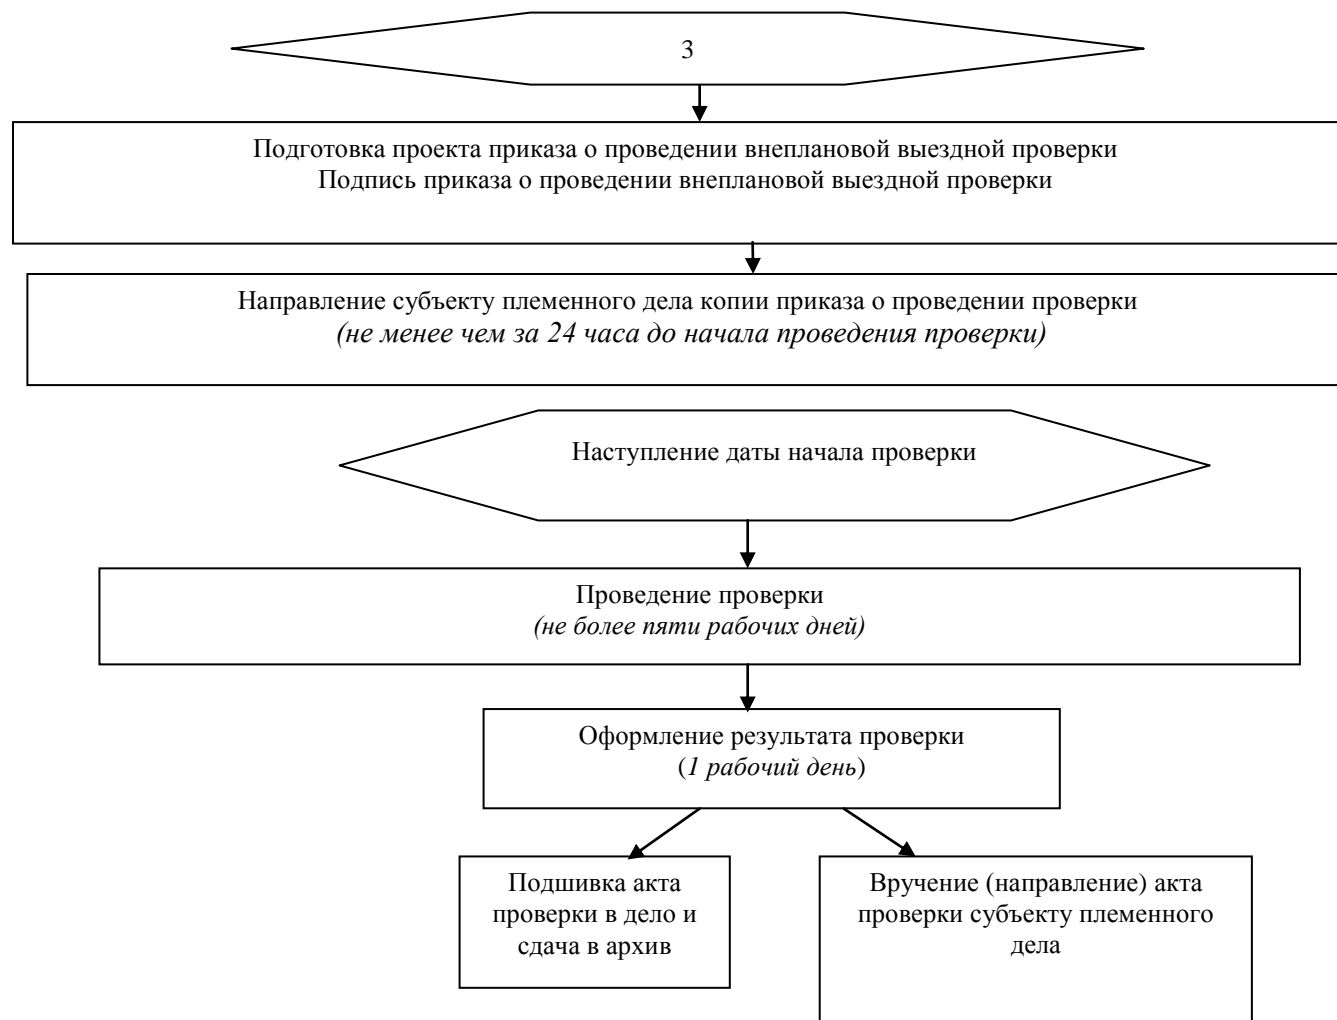 3
Подготовка проекта приказа о проведении внеплановой выездной проверки
Подпись приказа о проведении внеплановой выездной проверки
Направление субъекту племенного дела копии приказа о проведении проверки
(не менее чем за 24 часа до начала проведения проверки)
Наступление даты начала проверки
Проведение проверки
(не более пяти рабочих дней)
Оформление результата проверки
(1 рабочий день)
Подшивка акта
проверки в дело и
сдача в архив
Вручение (направление) акта
проверки субъекту племенного
дела